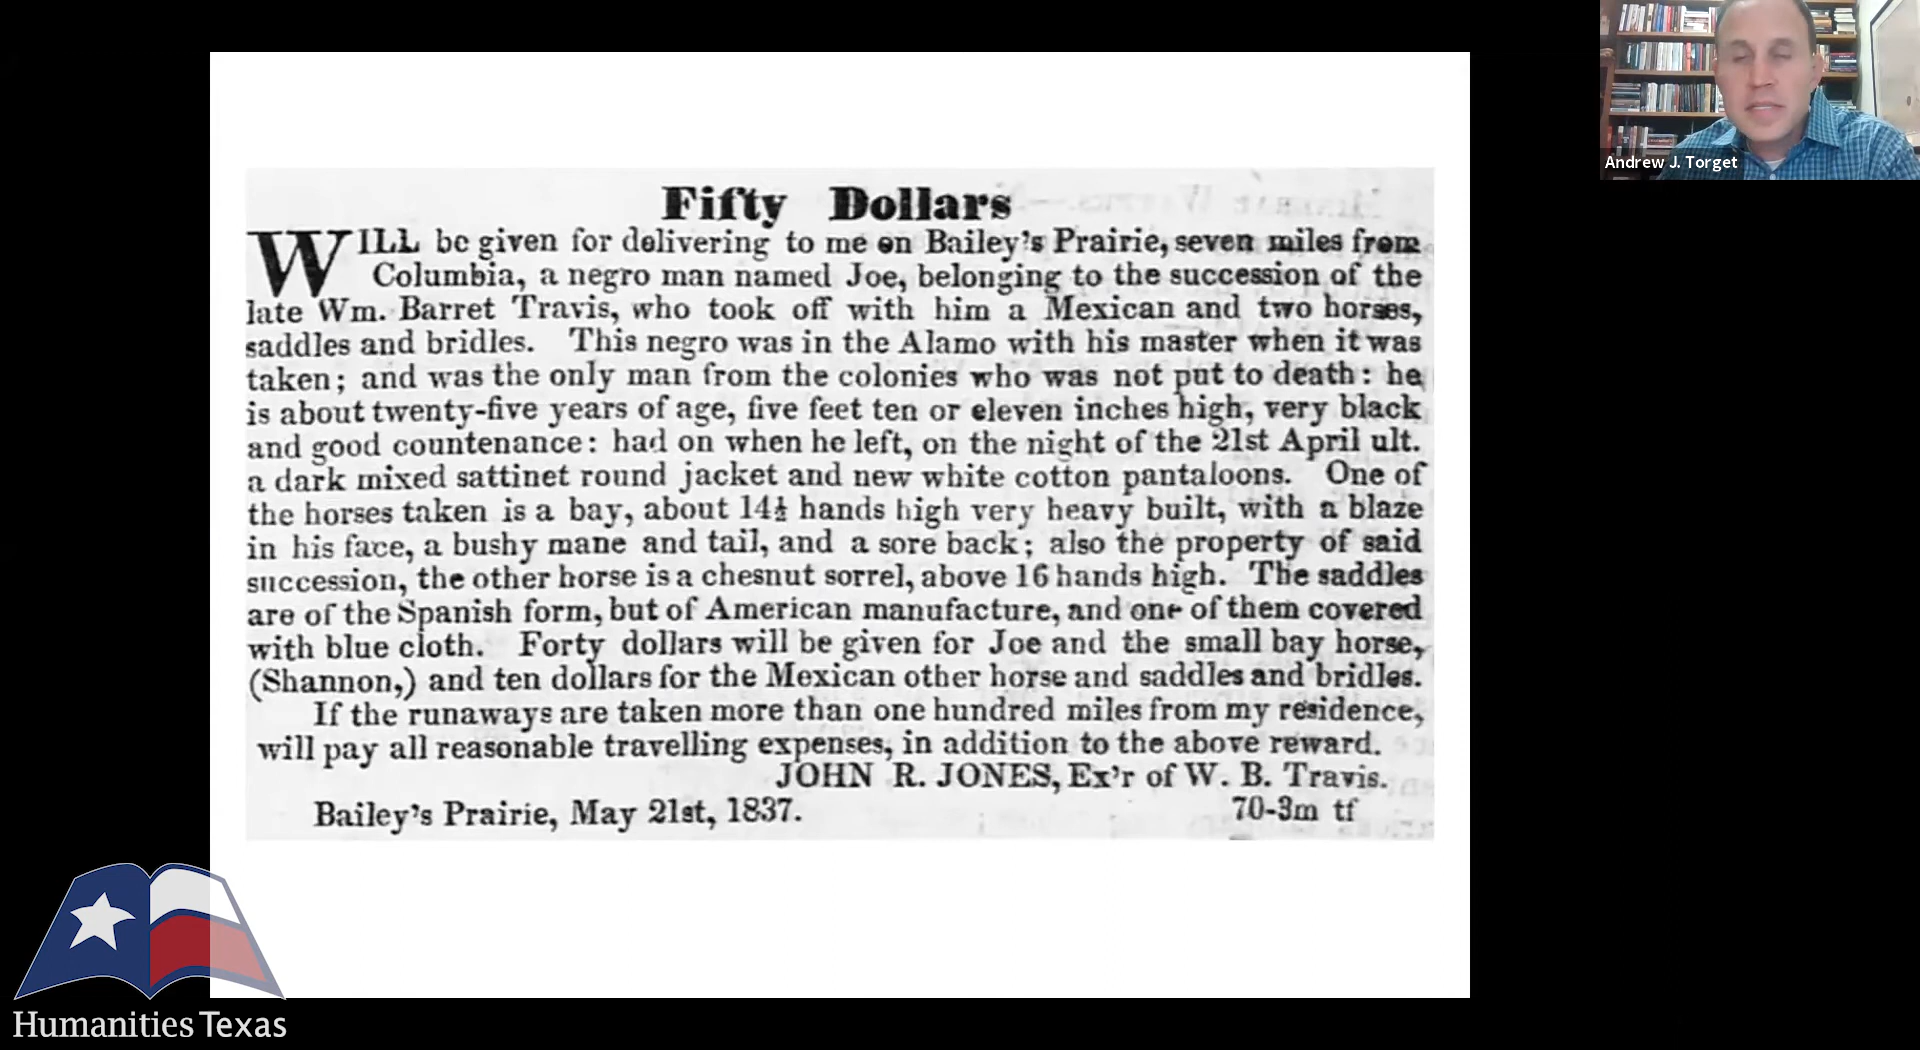 Fifty Dollars
WILL be given for delivering to me on Bailey's Prairie, seven miles from
Columbia, a negro man named Joe, belonging to the succession of the
late Wm. Barret Travis, who took off with him a Mexican and two horses,
saddles and bridles. This negro was in the Alamo with his master when it was
taken; and was the only man from the colonies who was not put to death: he
is about twenty-five years of age, five feet ten or eleven inches high, very black
and good countenance: had on when he left, on the night of the 21st April ult.
a dark mixed sattinet round jacket and new white cotton pantaloons. One of
the horses taken is a bay, about 14½ hands high very heavy built, with a blaze
in his face, a bushy mane and tail, and a sore back; also the property of said
succession, the other horse is a chesnut sorrel, above 16 hands high. The saddles
are of the Spanish form, but of American manufacture, and one of them covered
with blue cloth. Forty dollars will be given for Joe and the small bay horse,
(Shannon,) and ten dollars for the Mexican other horse and saddles and bridles.
If the runaways are taken more than one hundred miles from my residence,
will pay all reasonable travelling expenses, in addition to the above reward.
JOHN R. JONES, Ex'r of W. B. Travis.
Bailey's Prairie, May 21st, 1837. 70-3m tf
Andrew J. Torget
Humanities Texas